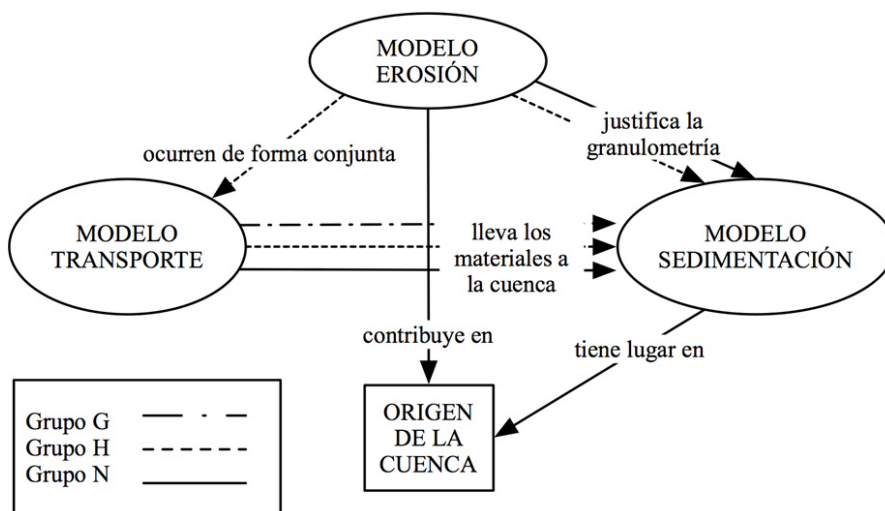 MODELO
EROSIÓN
justifica la
granulometría
ocurren de forma conjunta
MODELO
TRANSPORTE
lleva los
materiales a
la cuenca
MODELO
SEDIMENTACIÓN
contribuye en
tiene lugar en
ORIGEN
DE LA
CUENCA
Grupo G
Grupo H
Grupo N